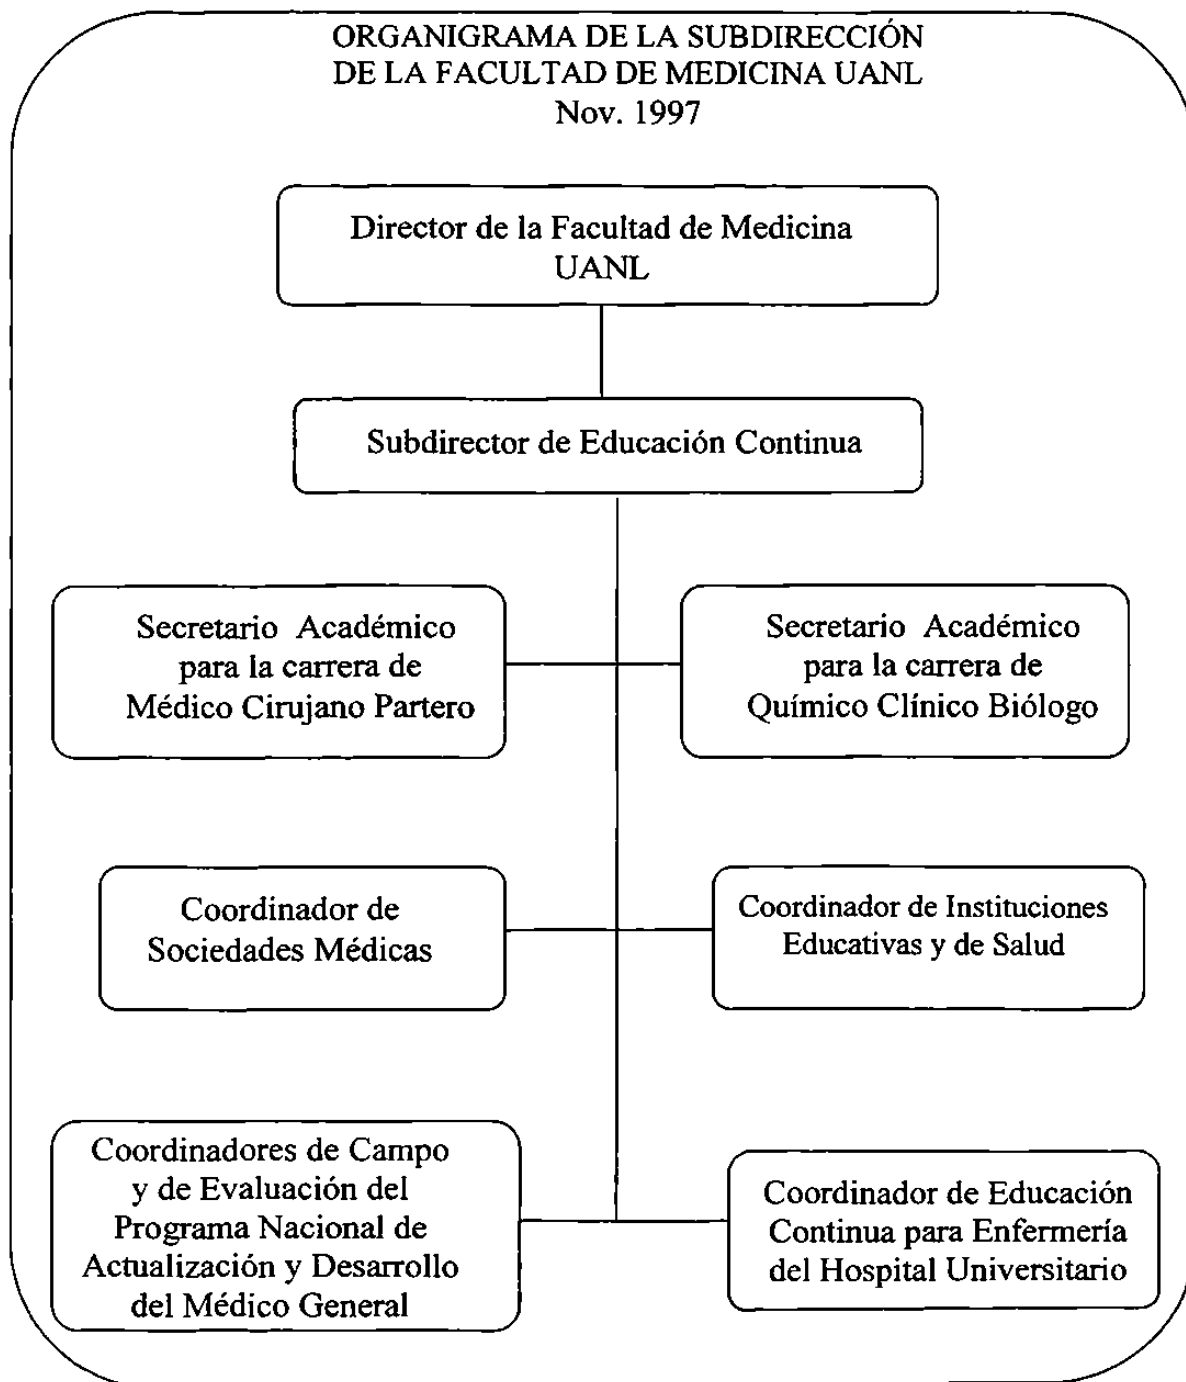 ORGANIGRAMA DE LA SUBDIRECCIÓN
DE LA FACULTAD DE MEDICINA UANL
Nov. 1997
Director de la Facultad de Medicina
UANL
Subdirector de Educación Continua
Secretario Académico
para la carrera de
Médico Cirujano Partero
Secretario Académico
para la carrera de
Químico Clínico Biólogo
Coordinador de
Sociedades Médicas
Coordinador de Instituciones
Educativas y de Salud
Coordinadores de Campo
y de Evaluación del
Programa Nacional de
Actualización y Desarrollo
del Médico General
Coordinador de Educación
Continua para Enfermería
del Hospital Universitario